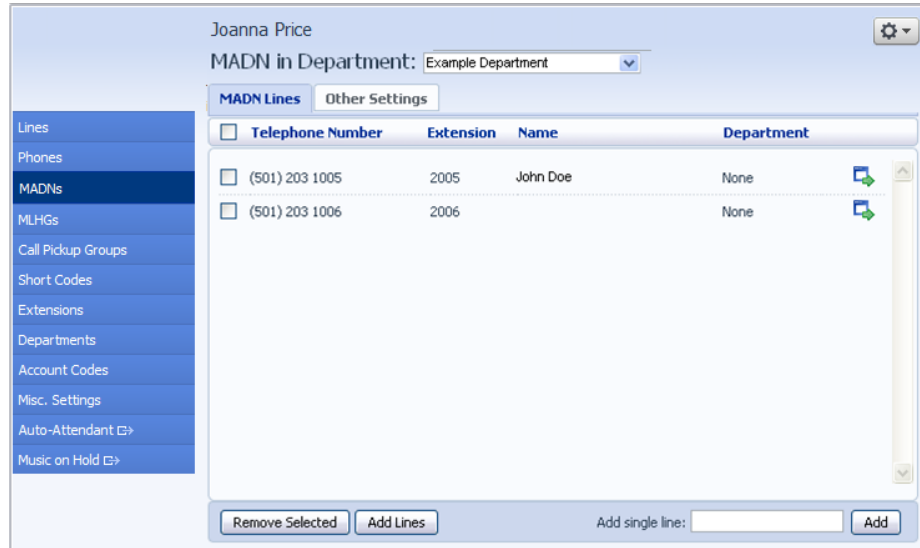 Joanna Price
MADN in Department: Example Department
MADN Lines Other Settings
Lines
Phones
MADNs
MLHGs
Call Pickup Groups
Short Codes
Extensions
Departments
Account Codes
Misc. Settings
Auto-Attendant
Music on Hold
Telephone Number Extension Name Department
(501) 203 1005 2005 John Doe None
(501) 203 1006 2006 None
Remove Selected Add Lines Add single line: Add